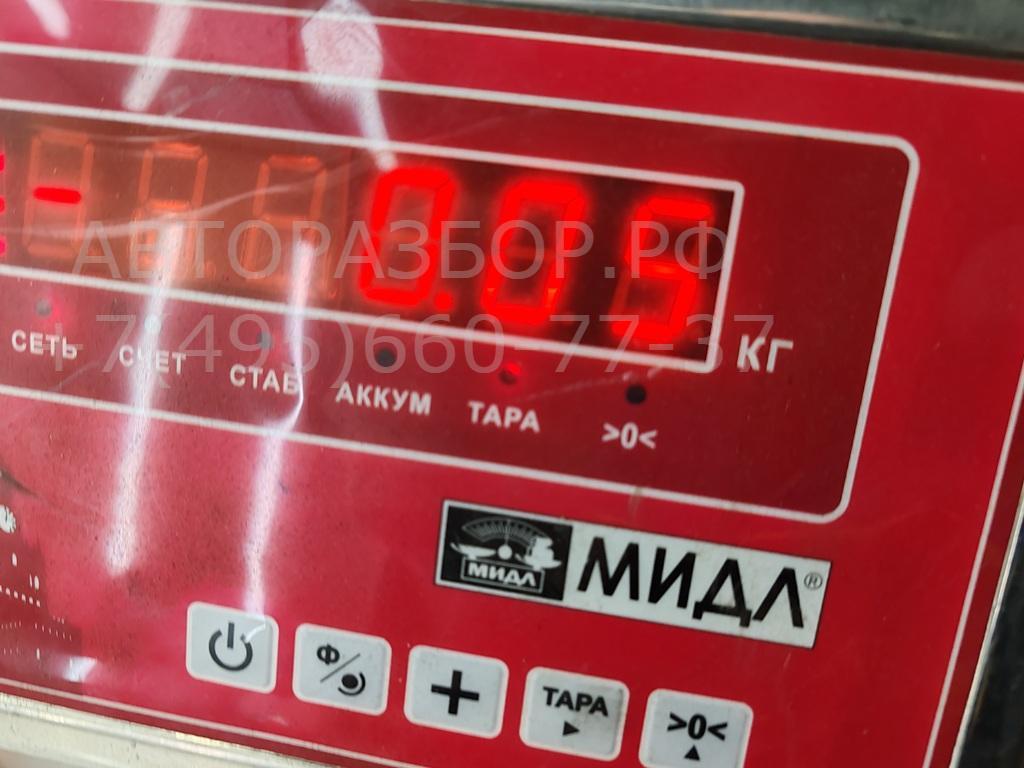 0.05
КГ
АВТОРАЗБОР.РФ
+7(495)660-77-37
СЕТЬ СЧЕТ СТАБ АККУМ ТАРА >0<
МИДЛ МИДЛ®
Ф
+
ТАРА
>0<